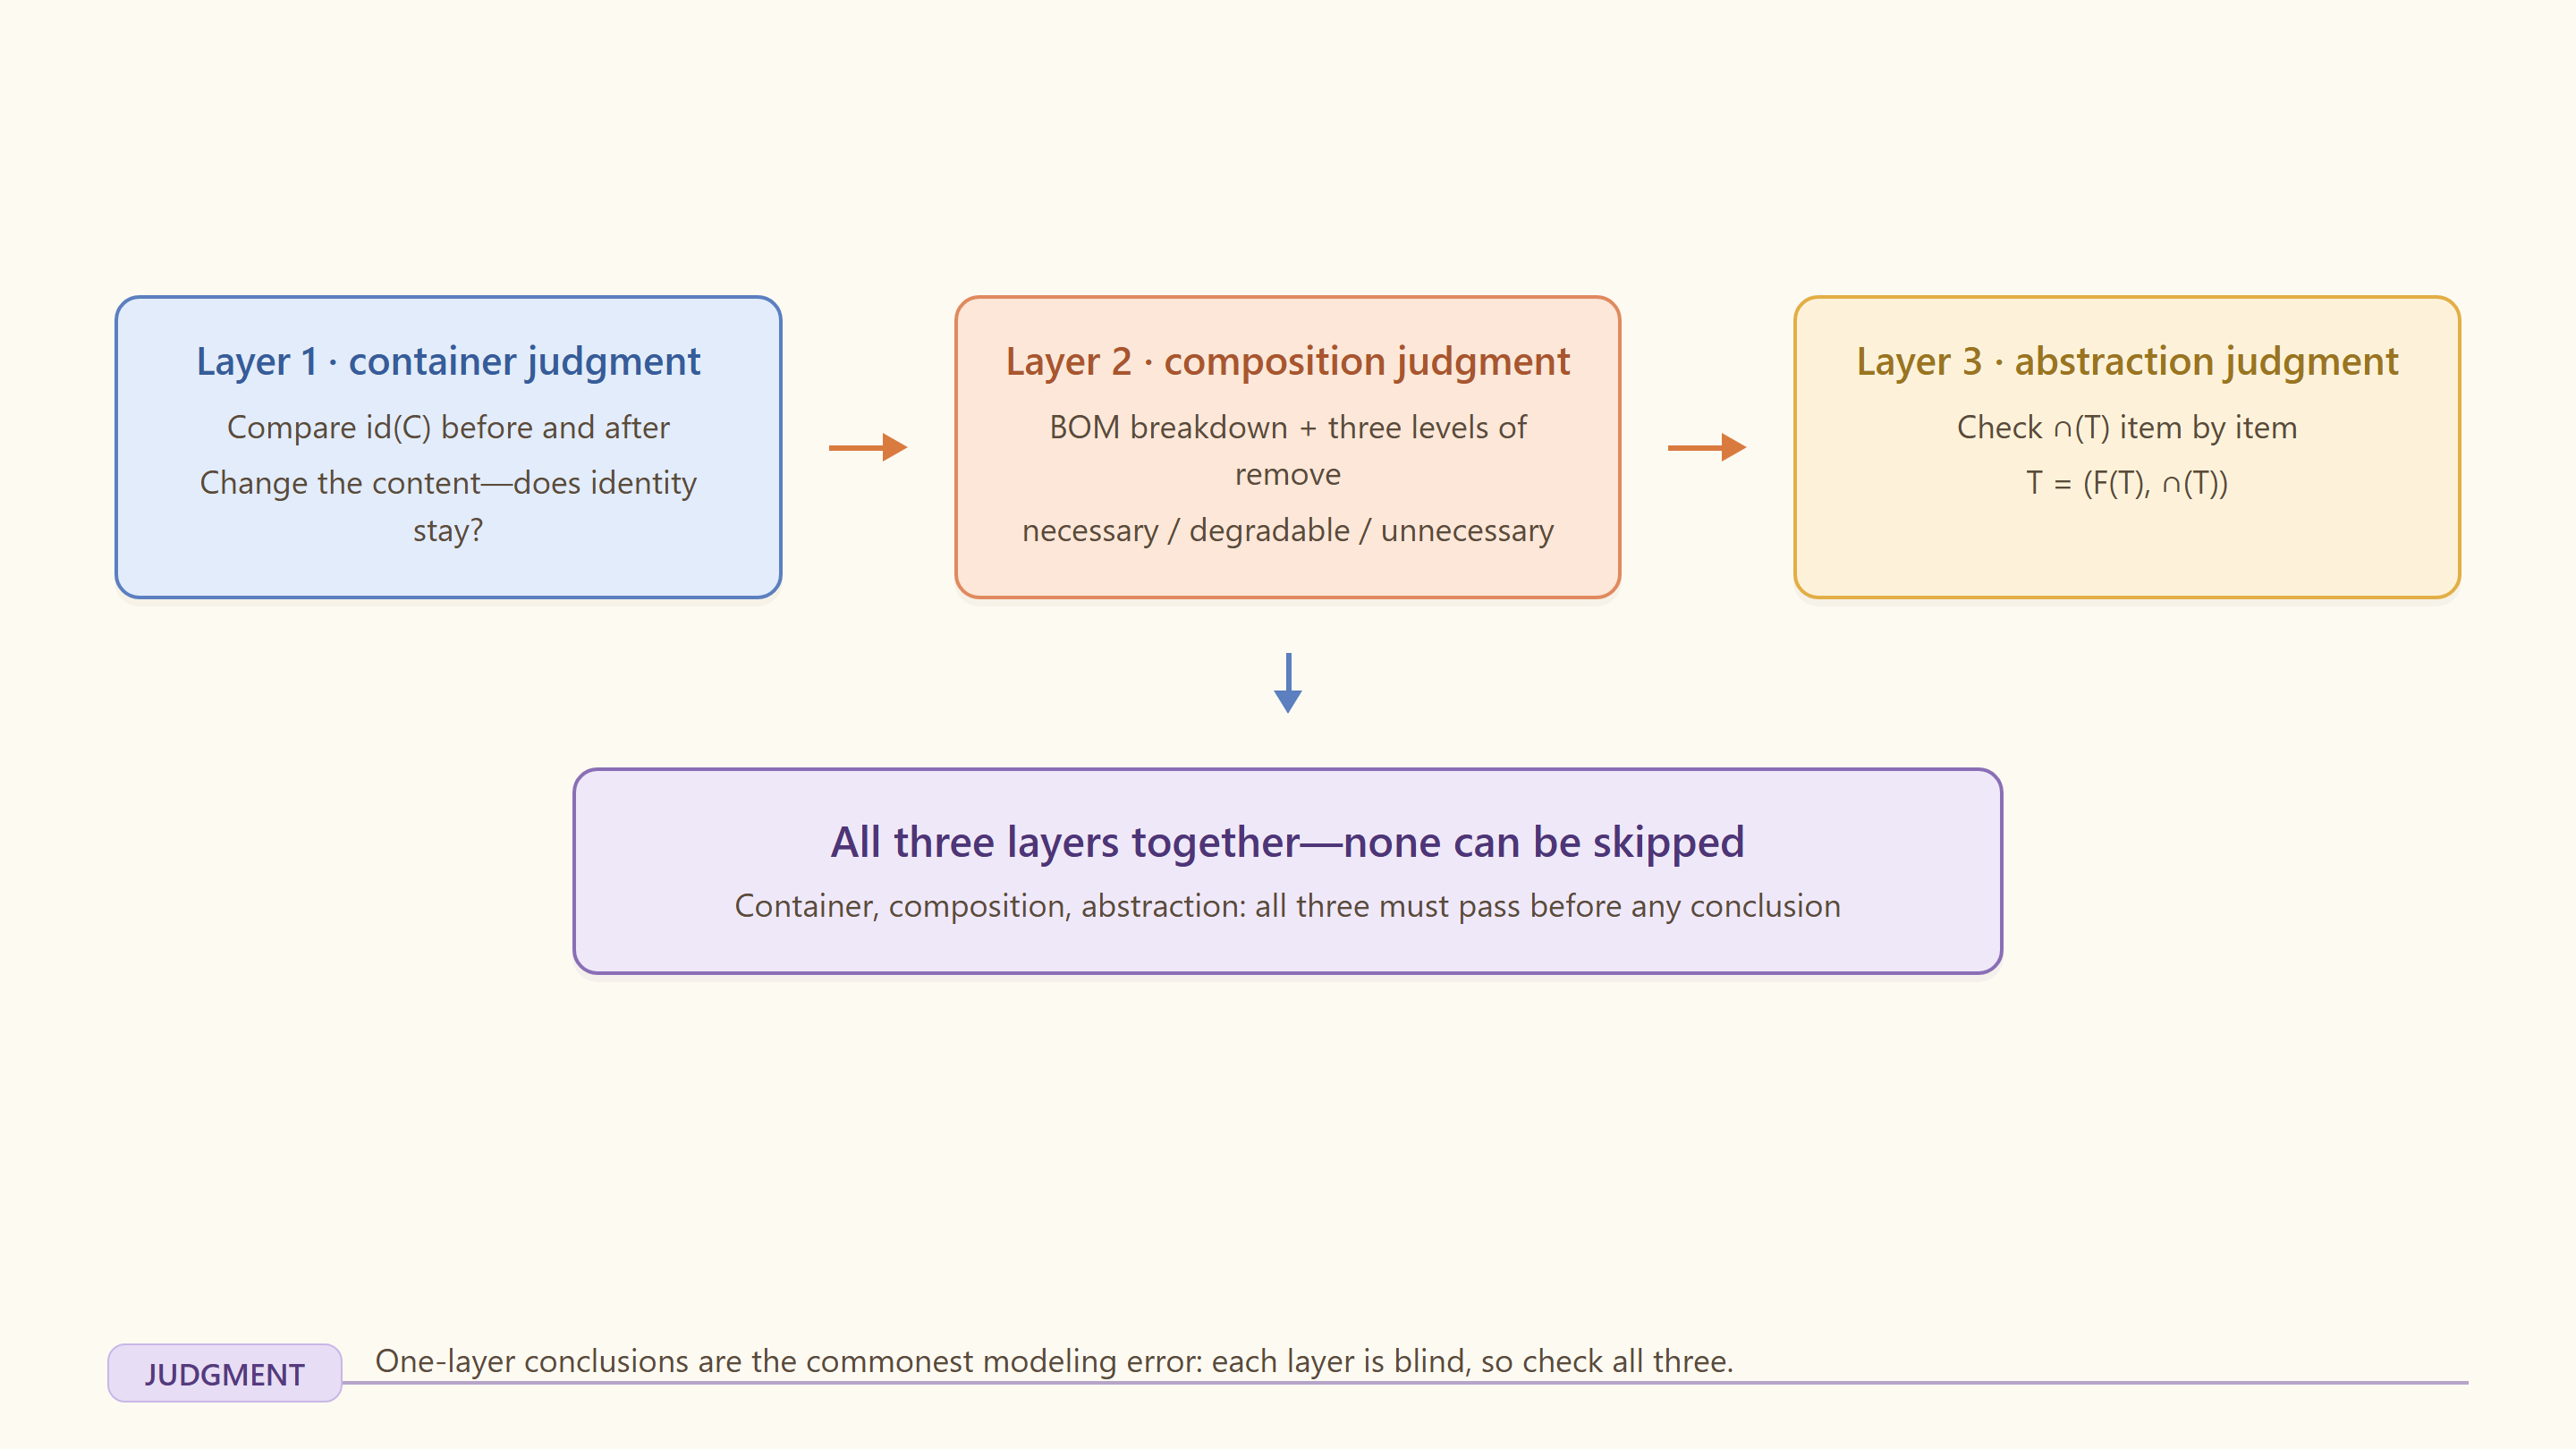 Layer 1 · container judgment
Compare id(C) before and after
Change the content—does identity
stay?
Layer 2 · composition judgment
BOM breakdown + three levels of
remove
necessary / degradable / unnecessary
Layer 3 · abstraction judgment
Check ∩(T) item by item
T = (F(T), ∩(T))
All three layers together—none can be skipped
Container, composition, abstraction: all three must pass before any conclusion
JUDGMENT
One-layer conclusions are the commonest modeling error: each layer is blind, so check all three.